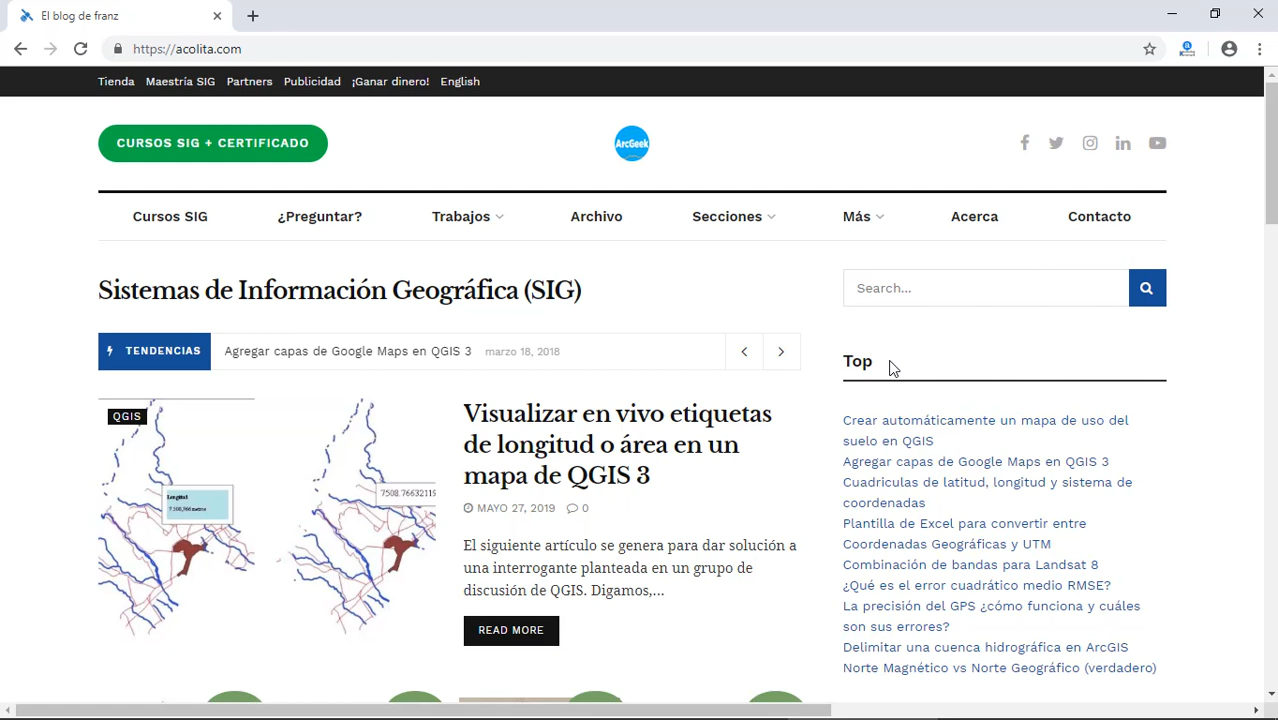 El blog de franz
https://acolita.com
Tienda Maestría SIG Partners Publicidad ¡Ganar dinero! English
CURSOS SIG + CERTIFICADO
ArcGeek
Cursos SIG ¿Preguntar? Trabajos Archivo Secciones Más Acerca Contacto
Sistemas de Información Geográfica (SIG)
Search...
TENDENCIAS Agregar capas de Google Maps en QGIS 3 marzo 18, 2018
QGIS
Longitud
7.508,766 metros
7508.76632119
Visualizar en vivo etiquetas
de longitud o área en un
mapa de QGIS 3
MAYO 27, 2019 0
El siguiente artículo se genera para dar solución a
una interrogante planteada en un grupo de
discusión de QGIS. Digamos,...
READ MORE
Top
Crear automáticamente un mapa de uso del
suelo en QGIS
Agregar capas de Google Maps en QGIS 3
Cuadriculas de latitud, longitud y sistema de
coordenadas
Plantilla de Excel para convertir entre
Coordenadas Geográficas y UTM
Combinación de bandas para Landsat 8
¿Qué es el error cuadrático medio RMSE?
La precisión del GPS ¿cómo funciona y cuáles
son sus errores?
Delimitar una cuenca hidrográfica en ArcGIS
Norte Magnético vs Norte Geográfico (verdadero)